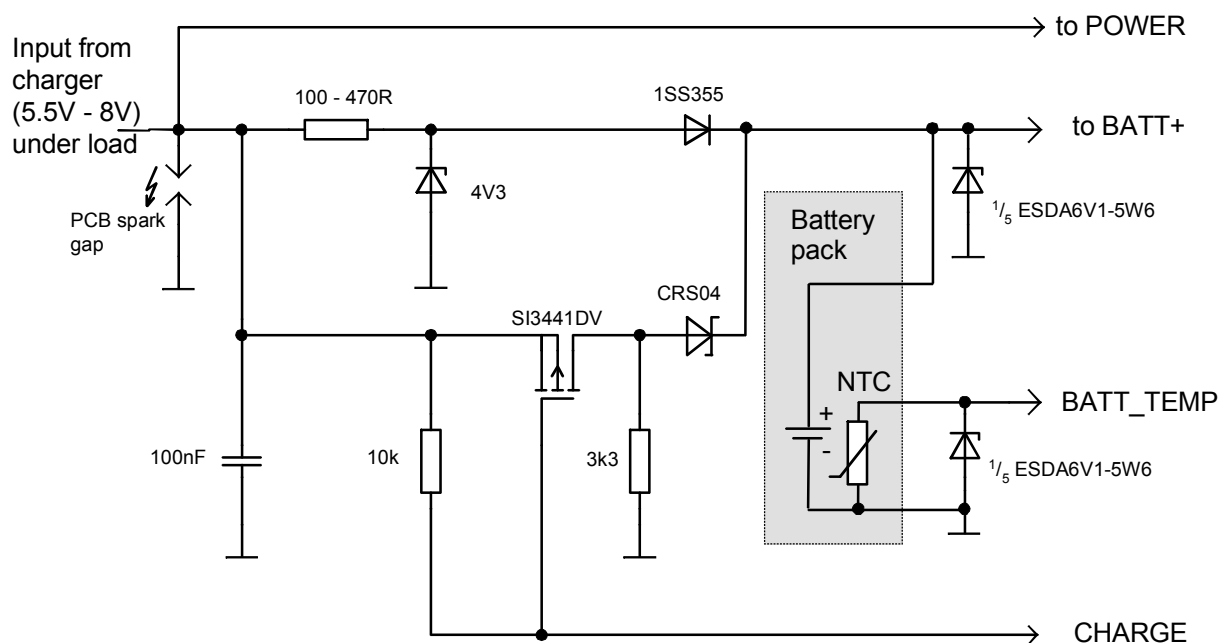 to POWER
Input from
charger
(5.5V - 8V)
under load
100 - 470R
1SS355
to BATT+
PCB spark
gap
4V3
1/5 ESDA6V1-5W6
Battery
pack
SI3441DV
CRS04
NTC
BATT_TEMP
+
-
100nF
10k
3k3
1/5 ESDA6V1-5W6
CHARGE